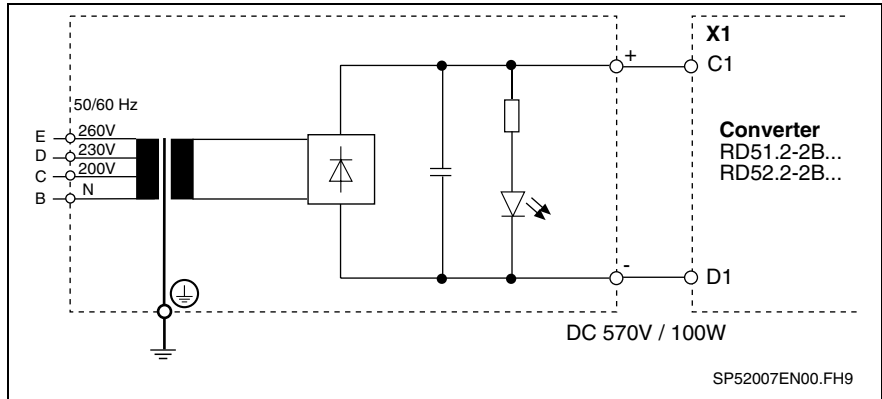 X1
+
C1
50/60 Hz
E 260V
D 230V
C 200V
B N
Converter
RD51.2-2B...
RD52.2-2B...
-
D1
DC 570V / 100W
SP52007EN00.FH9